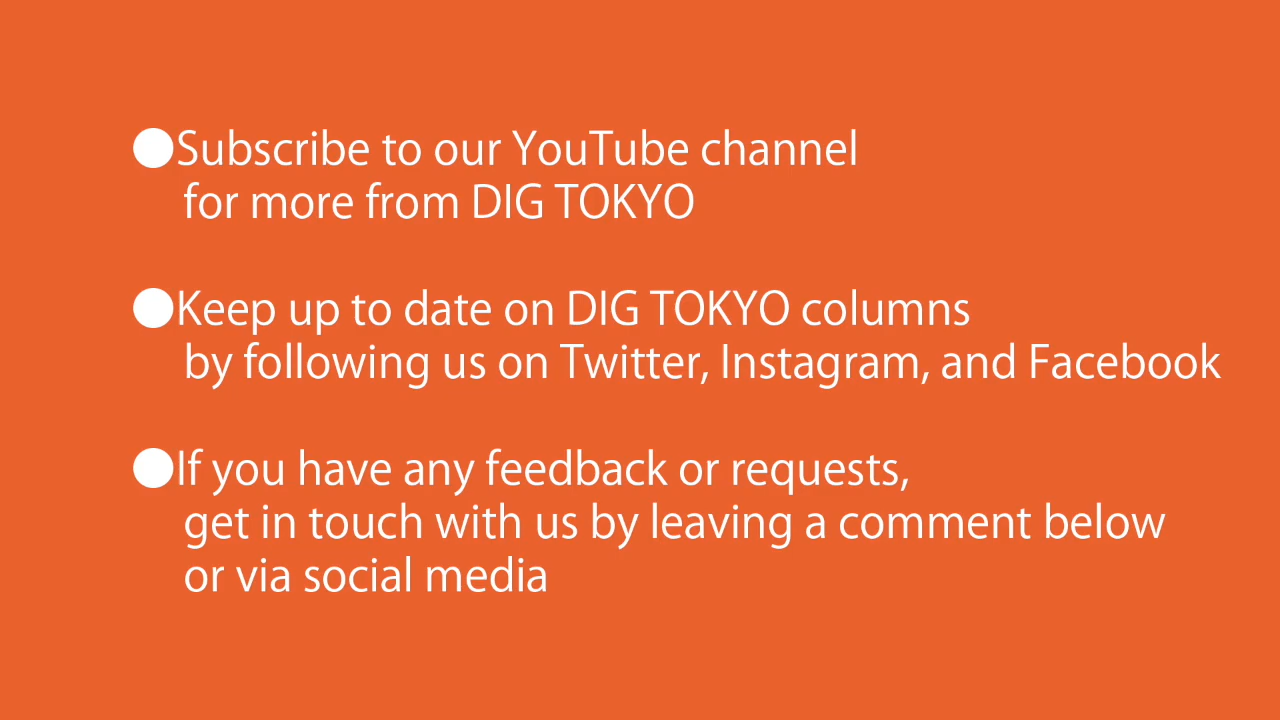 ●Subscribe to our YouTube channel
for more from DIG TOKYO
●Keep up to date on DIG TOKYO columns
by following us on Twitter, Instagram, and Facebook
●If you have any feedback or requests,
get in touch with us by leaving a comment below
or via social media